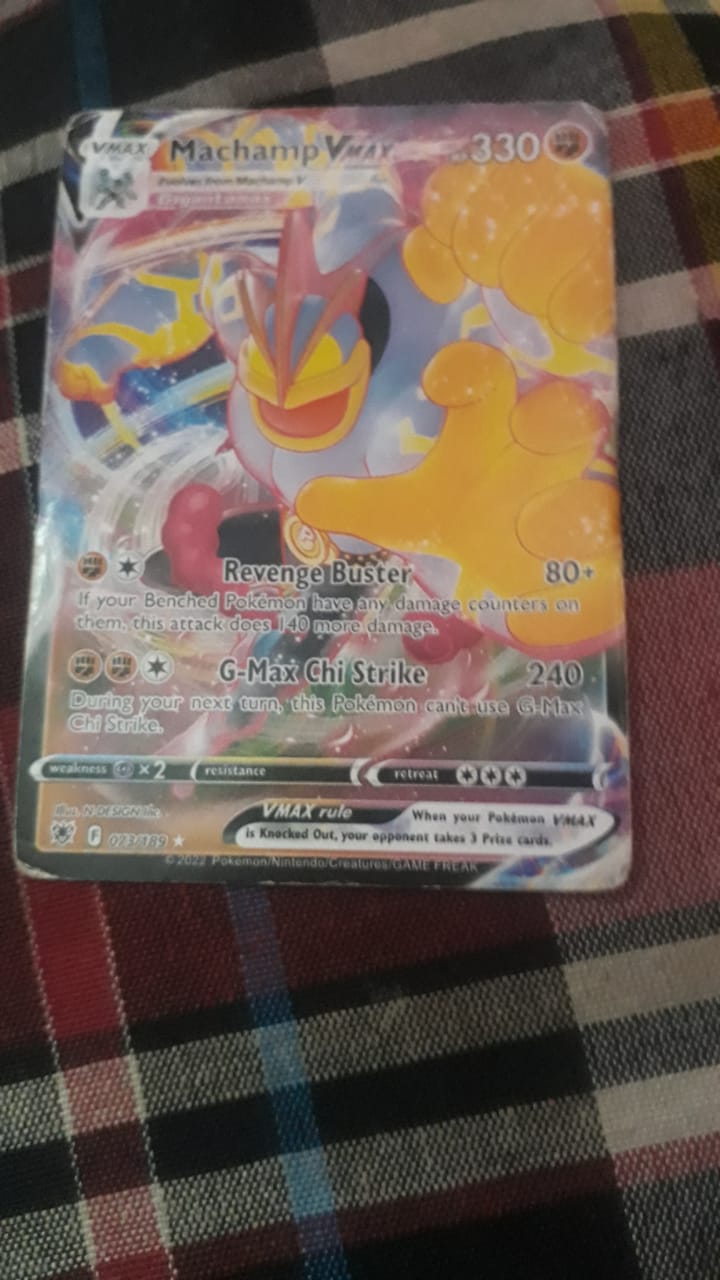 VMAX Machamp VMAX 330
Evolves from Machamp V
Gigantamax
Revenge Buster 80+
If your Benched Pokémon have any damage counters on
them, this attack does 140 more damage.
G-Max Chi Strike 240
During your next turn, this Pokémon can't use G-Max
Chi Strike.
weakness ×2 resistance retreat
Illus. N-DESIGN Inc.
VMAX rule When your Pokémon VMAX
is Knocked Out, your opponent takes 3 Prize cards.
F 073/189
© 2022 Pokémon/Nintendo/Creatures/GAME FREAK